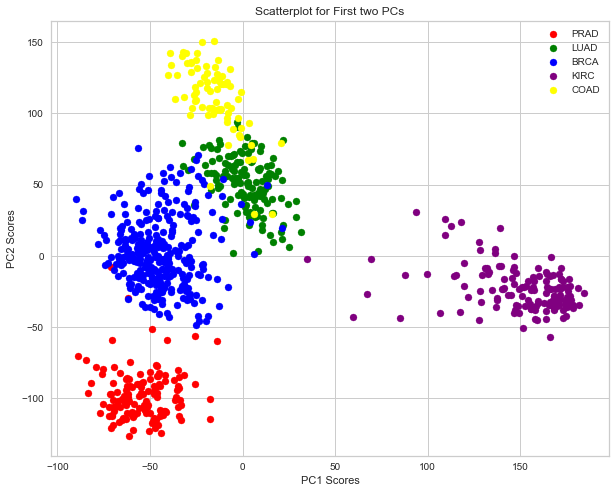 Scatterplot for First two PCs
PRAD
LUAD
BRCA
KIRC
COAD
PC2 Scores
150
100
50
0
−50
−100
−100
−50
0
50
100
150
PC1 Scores